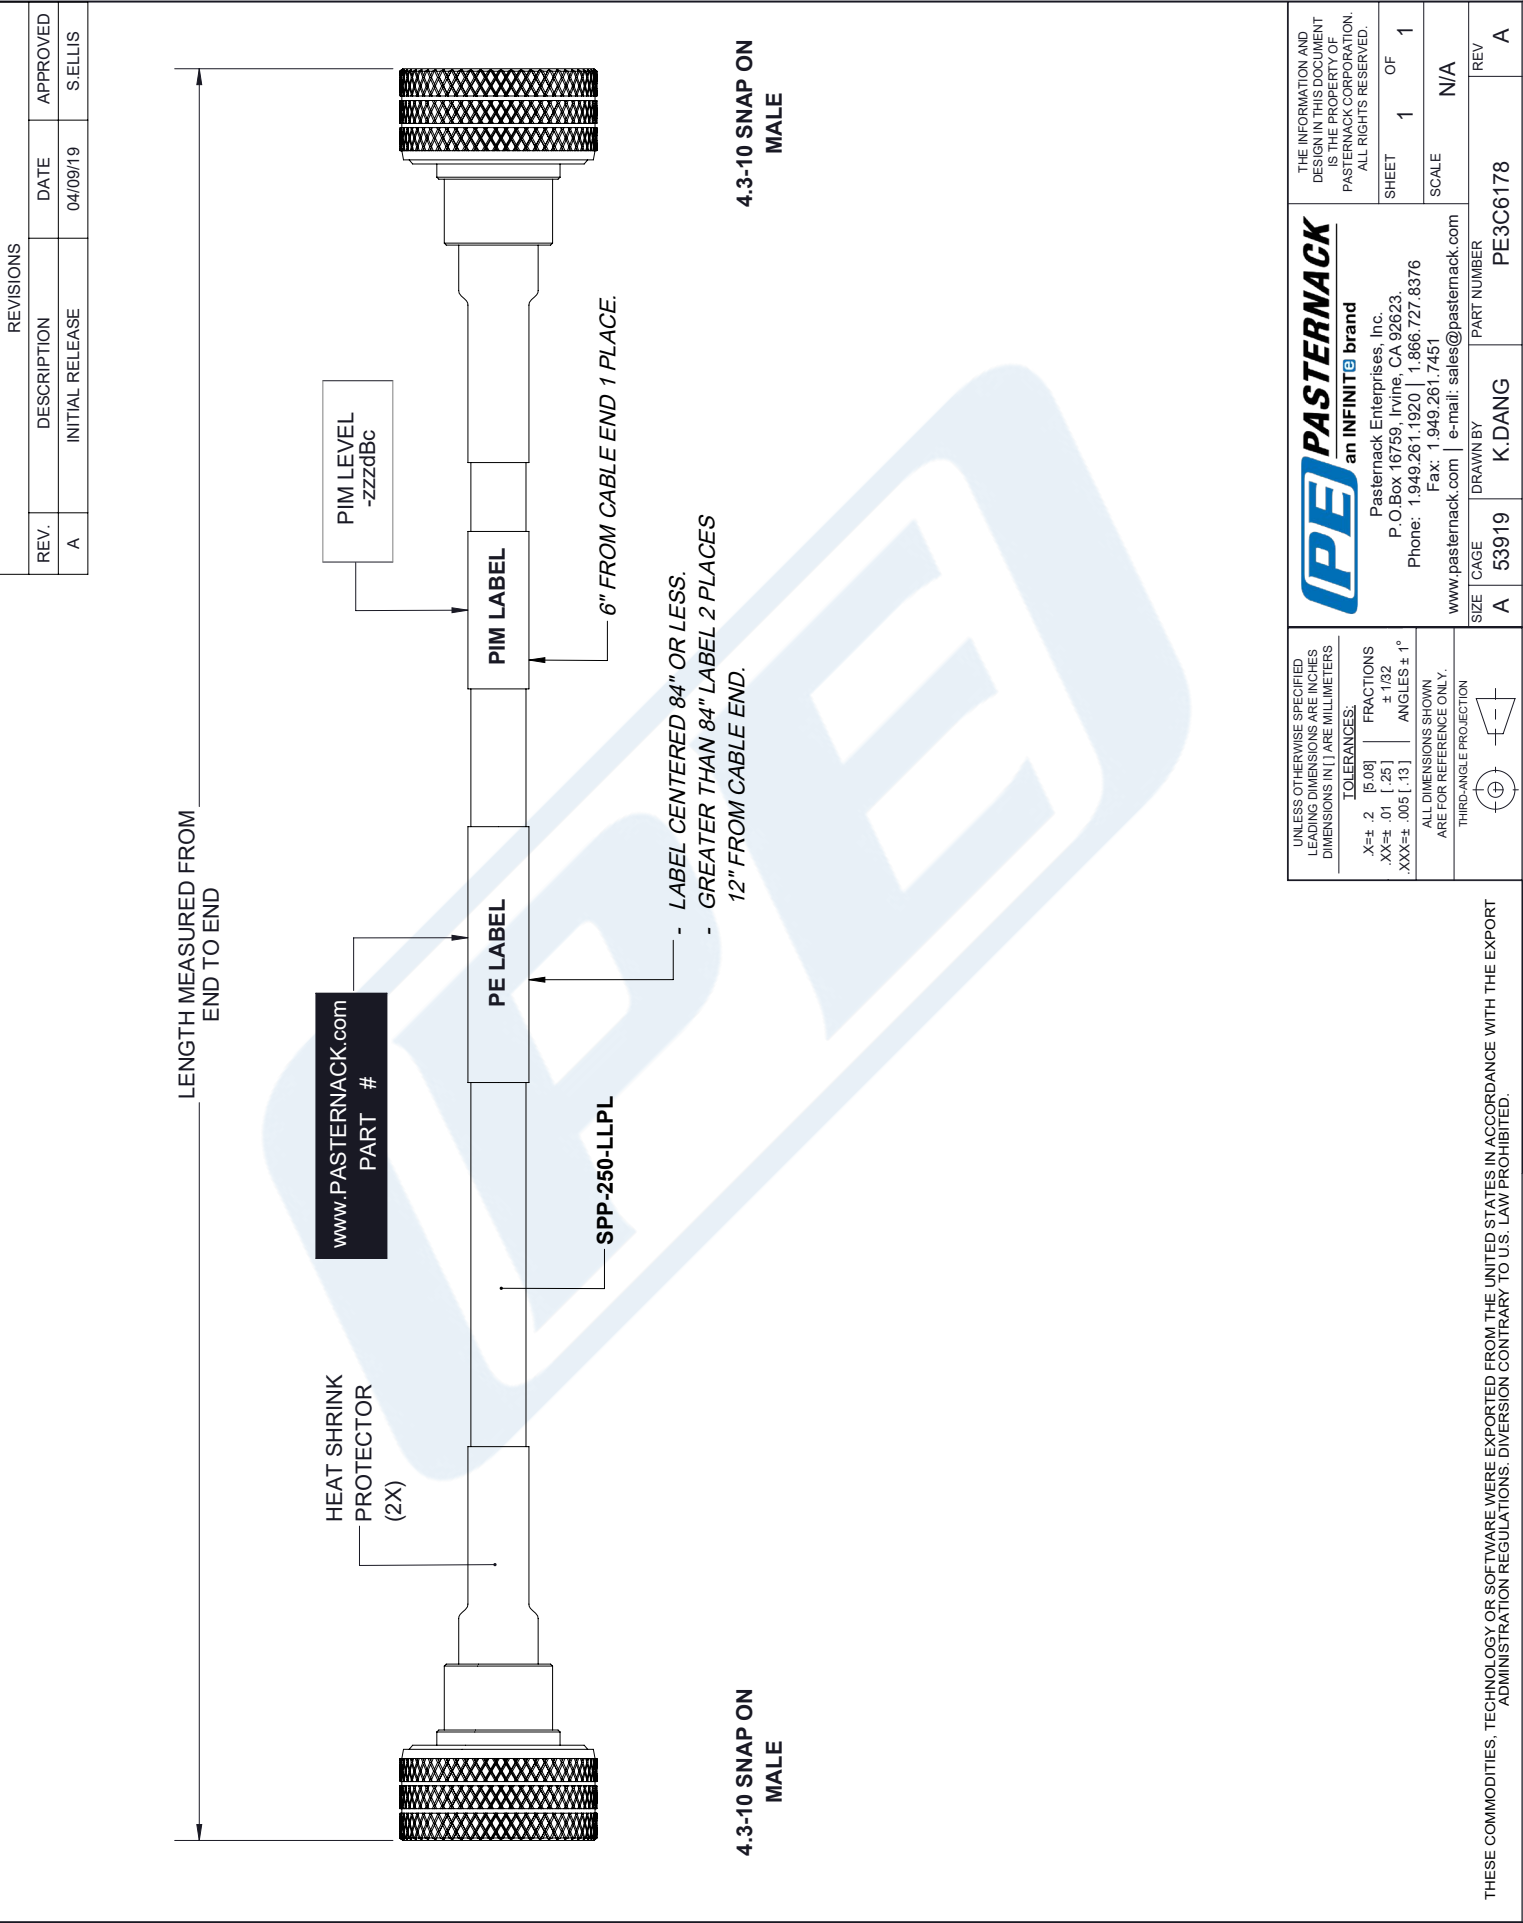 REVISIONS
REV.
DESCRIPTION
DATE
APPROVED
A
INITIAL RELEASE
04/09/19
S.ELLIS
LENGTH MEASURED FROM
END TO END
HEAT SHRINK
PROTECTOR
(2X)
www.PASTERNACK.com
PART #
PIM LEVEL
-zzzdBc
PE LABEL
PIM LABEL
SPP-250-LLPL
6" FROM CABLE END 1 PLACE.
- LABEL CENTERED 84" OR LESS.
- GREATER THAN 84" LABEL 2 PLACES
12" FROM CABLE END.
4.3-10 SNAP ON
MALE
4.3-10 SNAP ON
MALE
PE
THESE COMMODITIES, TECHNOLOGY OR SOFTWARE WERE EXPORTED FROM THE UNITED STATES IN ACCORDANCE WITH THE EXPORT
ADMINISTRATION REGULATIONS. DIVERSION CONTRARY TO U.S. LAW PROHIBITED.
UNLESS OTHERWISE SPECIFIED
LEADING DIMENSIONS ARE INCHES
DIMENSIONS IN [ ] ARE MILLIMETERS
TOLERANCES:
.X=± .2 [5.08] FRACTIONS
.XX=± .01 [ .25] ± 1/32
.XXX=± .005 [ .13] ANGLES ± 1°
ALL DIMENSIONS SHOWN
ARE FOR REFERENCE ONLY.
THIRD-ANGLE PROJECTION
PE PASTERNACK
an INFINITe brand
Pasternack Enterprises, Inc.
P.O.Box 16759, Irvine, CA 92623.
Phone: 1.949.261.1920 | 1.866.727.8376
Fax: 1.949.261.7451
www.pasternack.com | e-mail: sales@pasternack.com
THE INFORMATION AND
DESIGN IN THIS DOCUMENT
IS THE PROPERTY OF
PASTERNACK CORPORATION.
ALL RIGHTS RESERVED.
SHEET 1 OF 1
SCALE N/A
SIZE
A
CAGE
53919
DRAWN BY
K.DANG
PART NUMBER
PE3C6178
REV
A